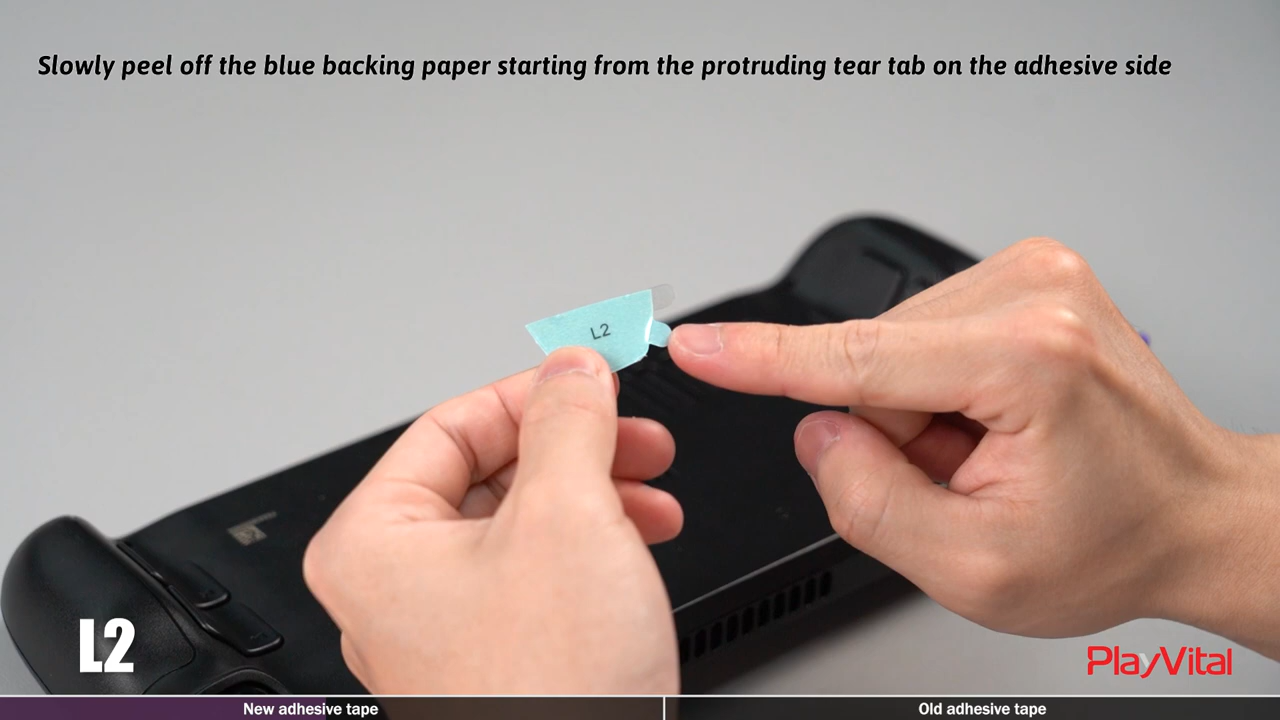 Slowly peel off the blue backing paper starting from the protruding tear tab on the adhesive side
L2
L2
PlayVital
New adhesive tape
Old adhesive tape